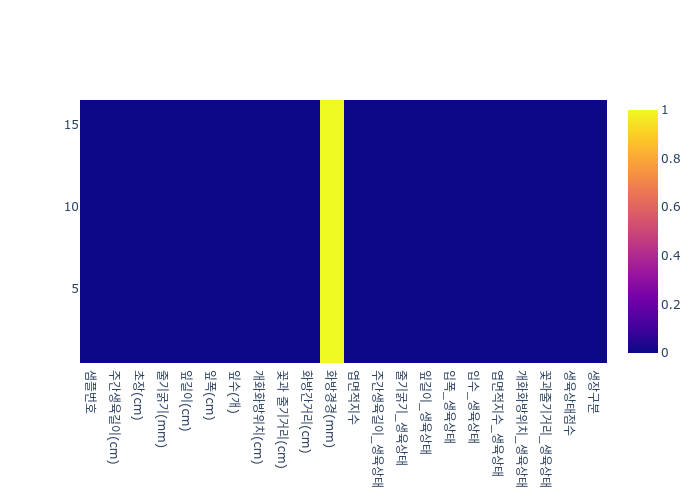 15
10
5
1
0.8
0.6
0.4
0.2
0
샘플번호
주간생육길이(cm)
초장(cm)
줄기굵기(mm)
잎길이(cm)
잎폭(cm)
잎수(개)
개화화방위치(cm)
꽃과 줄기거리(cm)
화방간거리(cm)
화방경경(mm)
엽면적지수
주간생육길이_생육상태
줄기굵기_생육상태
잎길이_생육상태
잎폭_생육상태
잎수_생육상태
엽면적지수_생육상태
개화화방위치_생육상태
꽃과줄기거리_생육상태
생육상태점수
생장구분